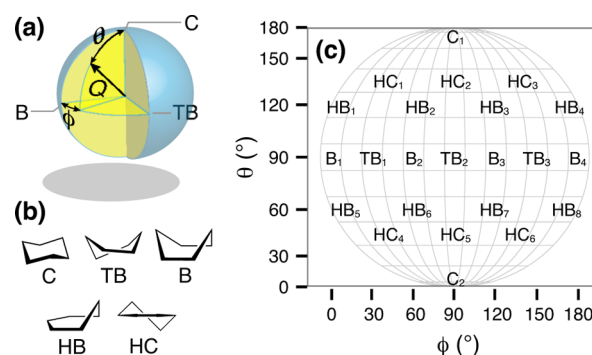 (a)
C
θ
Q
B
ϕ
TB
(b)
C
TB
B
HB
HC
(c)
θ (°)
180
150
120
90
60
30
0
C₁
HC₁ HC₂ HC₃
HB₁ HB₂ HB₃ HB₄
B₁ TB₁ B₂ TB₂ B₃ TB₃ B₄
HB₅ HB₆ HB₇ HB₈
HC₄ HC₅ HC₆
C₂
0 30 60 90 120 150 180
ϕ (°)